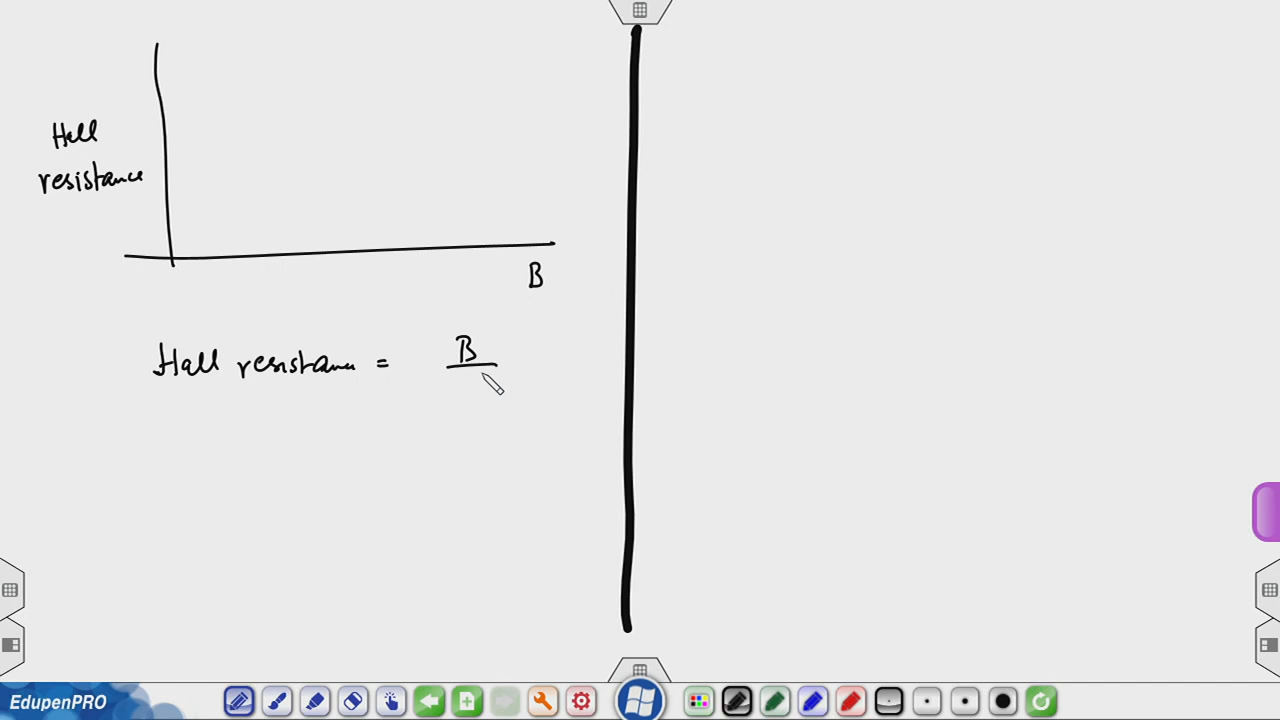 Hall
resistance
B
Hall resistance = B
EdupenPRO